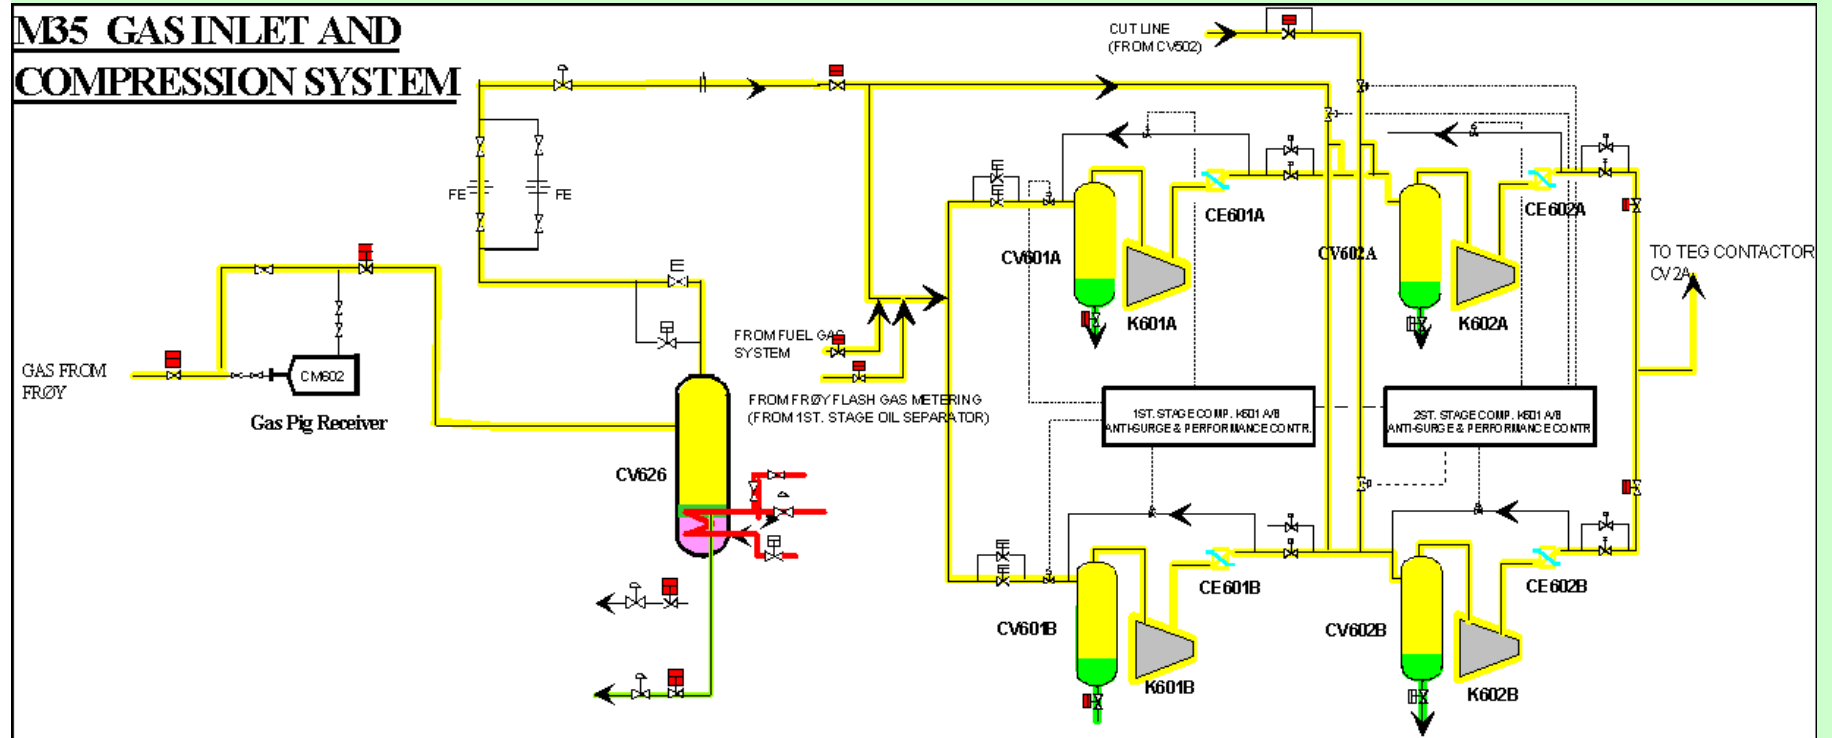 M35 GAS INLET AND
COMPRESSION SYSTEM
CUT LINE
(FROM CV502)
FE
FE
CE601A
CE602A
CV601A
CV602A
TO TEG CONTACTOR
CV2A
K601A
K602A
FROM FUEL GAS
SYSTEM
GAS FROM
FRØY
CM602
Gas Pig Receiver
FROM FRØY FLASH GAS METERING
(FROM 1ST. STAGE OIL SEPARATOR)
1ST. STAGE COMP. K601 A/B
ANTI-SURGE & PERFORMANCE CONTR.
2ST. STAGE COMP. K601 A/B
ANTI-SURGE & PERFORMANCE CONTR
CV626
CE601B
CE602B
CV601B
CV602B
K601B
K602B